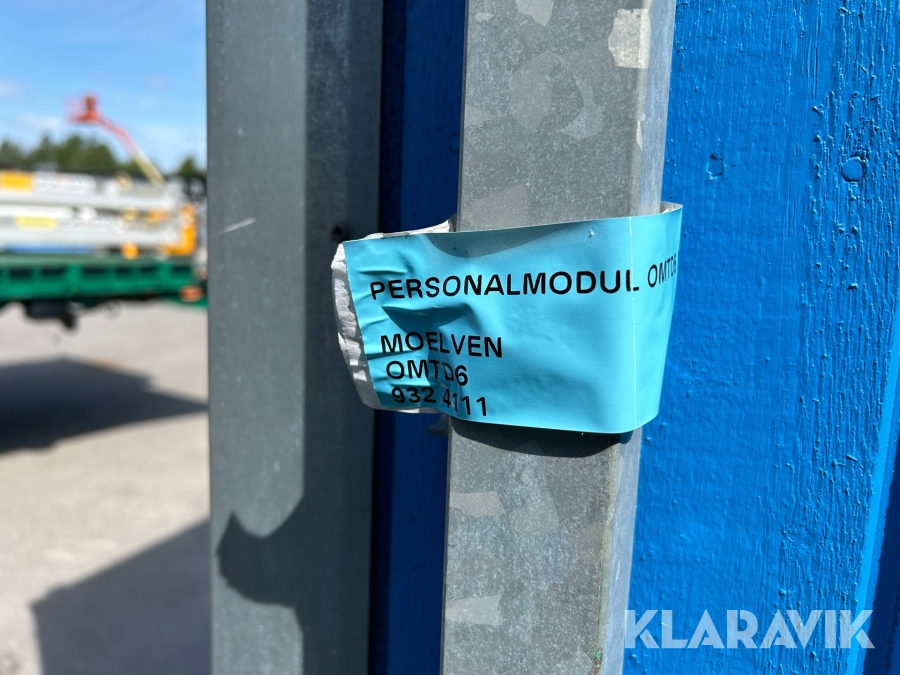 PERSONALMODUL OMTD6
MOELVEN
OMTD6
932 4111
KLARAVIK